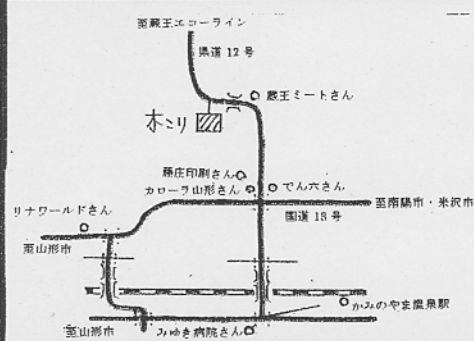 至蔵王エコーライン
県道12号
蔵王ミートさん
木こり
藤庄印刷さん
カローラ山形さん
でん六さん
至南陽市・米沢市
国道13号
リナワールドさん
至山形市
かみのやま温泉駅
至山形市
みゆき病院さん